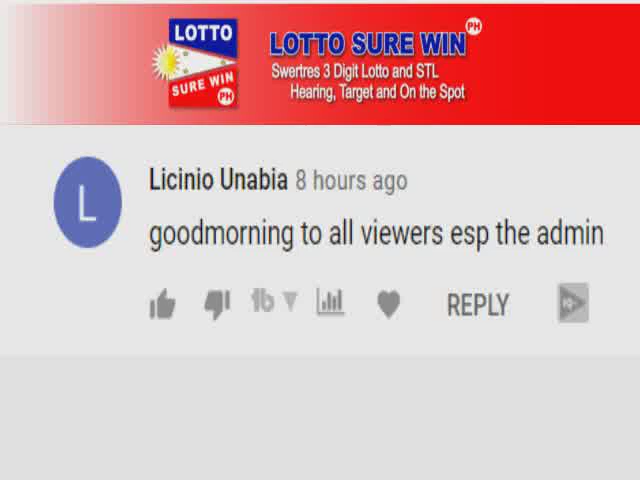 LOTTO
SURE WIN
PH
LOTTO SURE WIN PH
Swertres 3 Digit Lotto and STL
Hearing, Target and On the Spot
L
Licinio Unabia 8 hours ago
goodmorning to all viewers esp the admin
tb REPLY